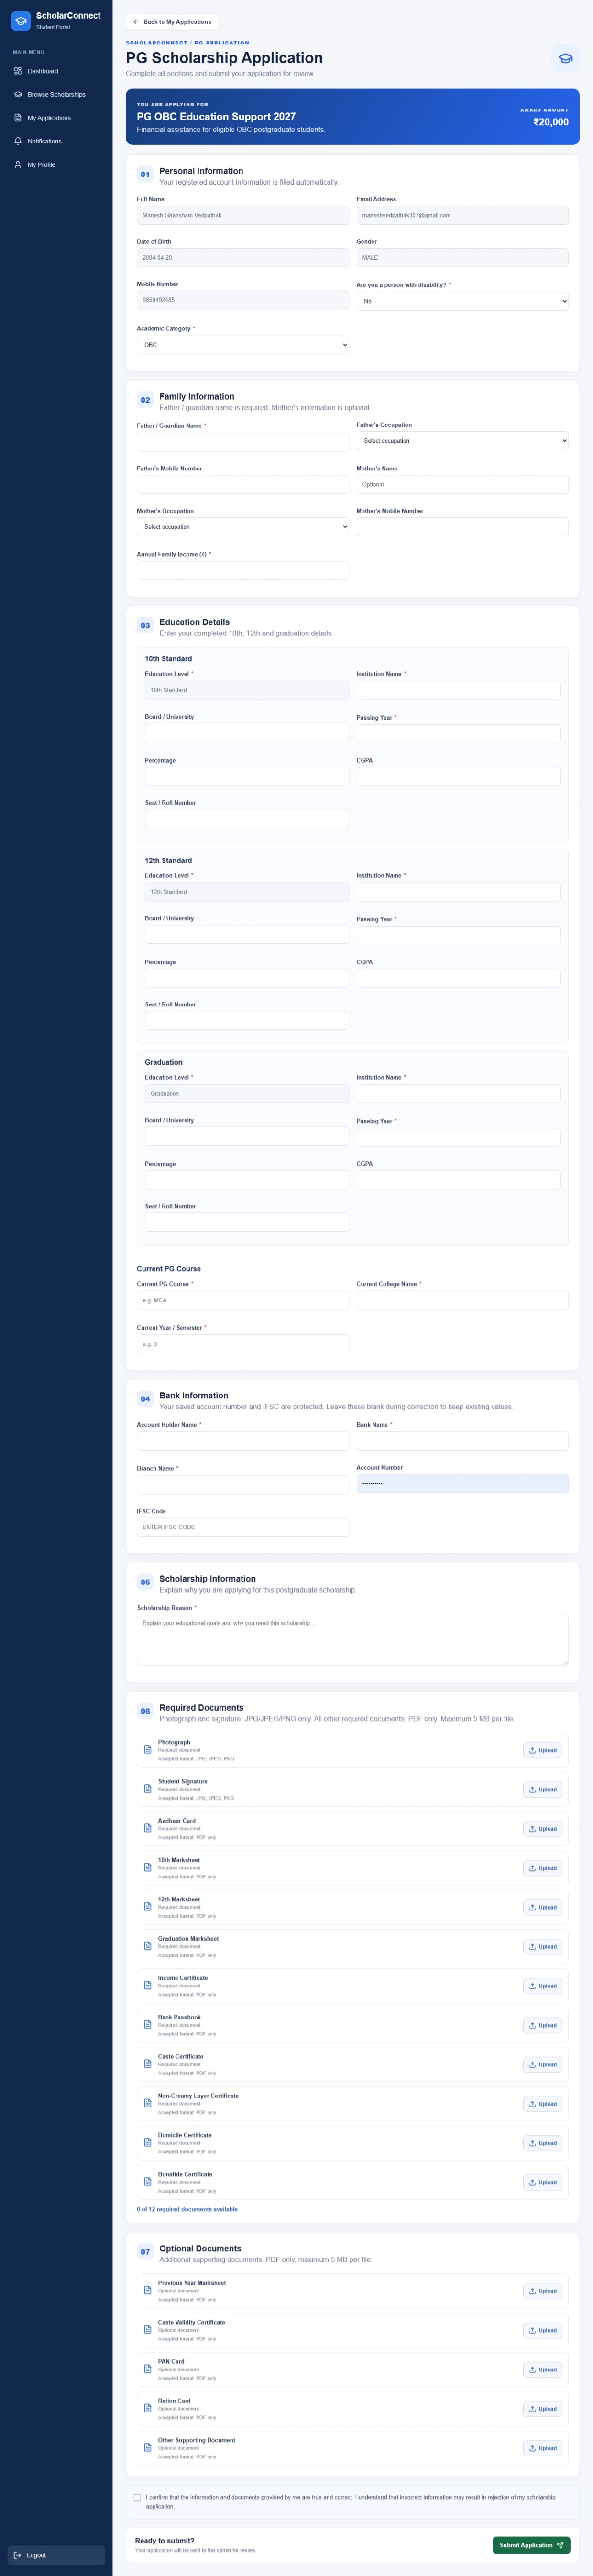 ScholarConnect
Student Portal
MAIN MENU
Dashboard
Browse Scholarships
My Applications
Notifications
My Profile
Logout
Back to My Applications
SCHOLARCONNECT / PG APPLICATION
PG Scholarship Application
Complete all sections and submit your application for review.
YOU ARE APPLYING FOR
PG OBC Education Support 2027
Financial assistance for eligible OBC postgraduate students.
AWARD AMOUNT
₹20,000
01
Personal Information
Your registered account information is filled automatically.
Full Name
Manesh Ghansham Vedpathak
Email Address
maneshvedpathak307@gmail.com
Date of Birth
2004-04-20
Gender
MALE
Mobile Number
9850492485
Are you a person with disability? *
No
Academic Category *
OBC
02
Family Information
Father / guardian name is required. Mother's information is optional.
Father / Guardian Name *
Father's Occupation
Select occupation
Father's Mobile Number
Mother's Name
Optional
Mother's Occupation
Select occupation
Mother's Mobile Number
Annual Family Income (₹) *
03
Education Details
Enter your completed 10th, 12th and graduation details.
10th Standard
Education Level *
10th Standard
Institution Name *
Board / University
Passing Year *
Percentage
CGPA
Seat / Roll Number
12th Standard
Education Level *
12th Standard
Institution Name *
Board / University
Passing Year *
Percentage
CGPA
Seat / Roll Number
Graduation
Education Level *
Graduation
Institution Name *
Board / University
Passing Year *
Percentage
CGPA
Seat / Roll Number
Current PG Course
Current PG Course *
e.g. MCA
Current College Name *
Current Year / Semester *
e.g. 3
04
Bank Information
Your saved account number and IFSC are protected. Leave these blank during correction to keep existing values.
Account Holder Name *
Bank Name *
Branch Name *
Account Number
••••••••••
IFSC Code
ENTER IFSC CODE
05
Scholarship Information
Explain why you are applying for this postgraduate scholarship.
Scholarship Reason *
Explain your educational goals and why you need this scholarship...
06
Required Documents
Photograph and signature: JPG/JPEG/PNG only. All other required documents: PDF only. Maximum 5 MB per file.
Photograph
Required document
Accepted format: JPG, JPEG, PNG
Upload
Student Signature
Required document
Accepted format: JPG, JPEG, PNG
Upload
Aadhaar Card
Required document
Accepted format: PDF only
Upload
10th Marksheet
Required document
Accepted format: PDF only
Upload
12th Marksheet
Required document
Accepted format: PDF only
Upload
Graduation Marksheet
Required document
Accepted format: PDF only
Upload
Income Certificate
Required document
Accepted format: PDF only
Upload
Bank Passbook
Required document
Accepted format: PDF only
Upload
Caste Certificate
Required document
Accepted format: PDF only
Upload
Non-Creamy Layer Certificate
Required document
Accepted format: PDF only
Upload
Domicile Certificate
Required document
Accepted format: PDF only
Upload
Bonafide Certificate
Required document
Accepted format: PDF only
Upload
0 of 12 required documents available
07
Optional Documents
Additional supporting documents. PDF only, maximum 5 MB per file.
Previous Year Marksheet
Optional document
Accepted format: PDF only
Upload
Caste Validity Certificate
Optional document
Accepted format: PDF only
Upload
PAN Card
Optional document
Accepted format: PDF only
Upload
Ration Card
Optional document
Accepted format: PDF only
Upload
Other Supporting Document
Optional document
Accepted format: PDF only
Upload
I confirm that the information and documents provided by me are true and correct. I understand that incorrect information may result in rejection of my scholarship
application.
Ready to submit?
Your application will be sent to the admin for review.
Submit Application